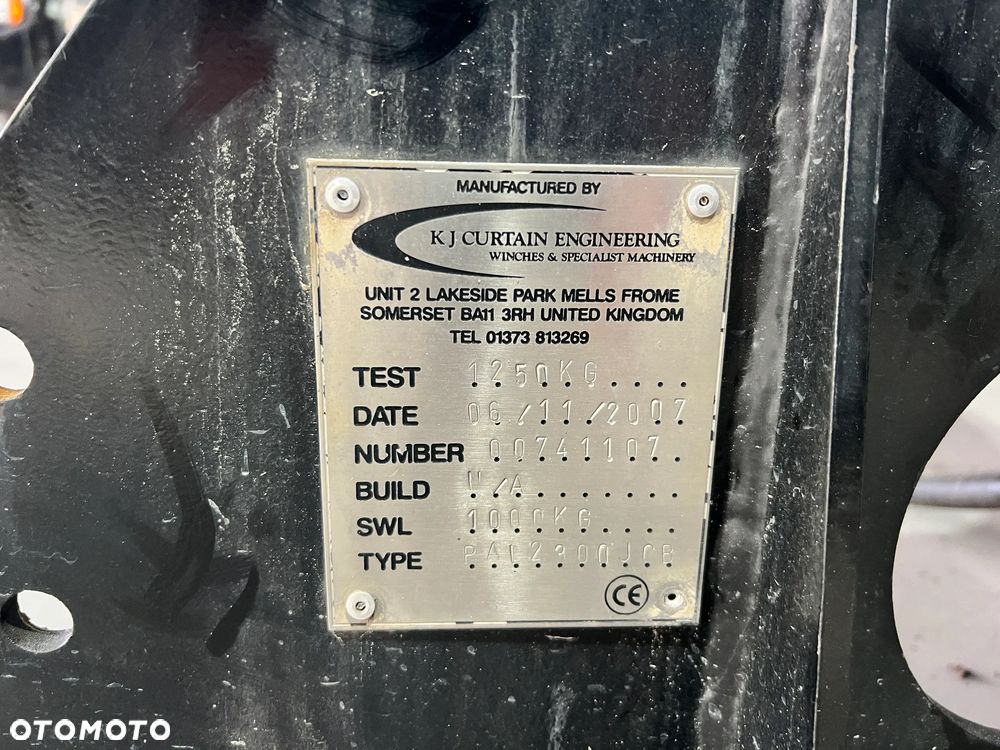 MANUFACTURED BY
K J CURTAIN ENGINEERING
WINCHES & SPECIALIST MACHINERY
UNIT 2 LAKESIDE PARK MELLS FROME
SOMERSET BA11 3RH UNITED KINGDOM
TEL 01373 813269
TEST 1250KG
DATE 06/11/2007
NUMBER 00741107
BUILD N/A
SWL 1000KG
TYPE
CE
OTOMOTO